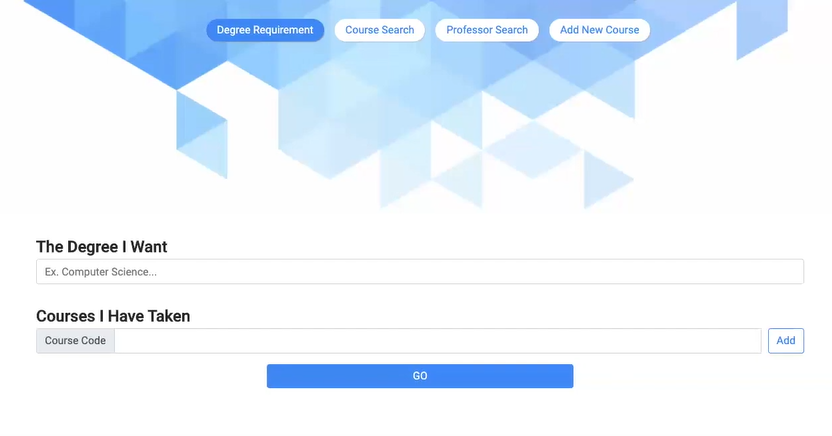 Degree Requirement Course Search Professor Search Add New Course
The Degree I Want
Ex. Computer Science...
Courses I Have Taken
Course Code Add
GO